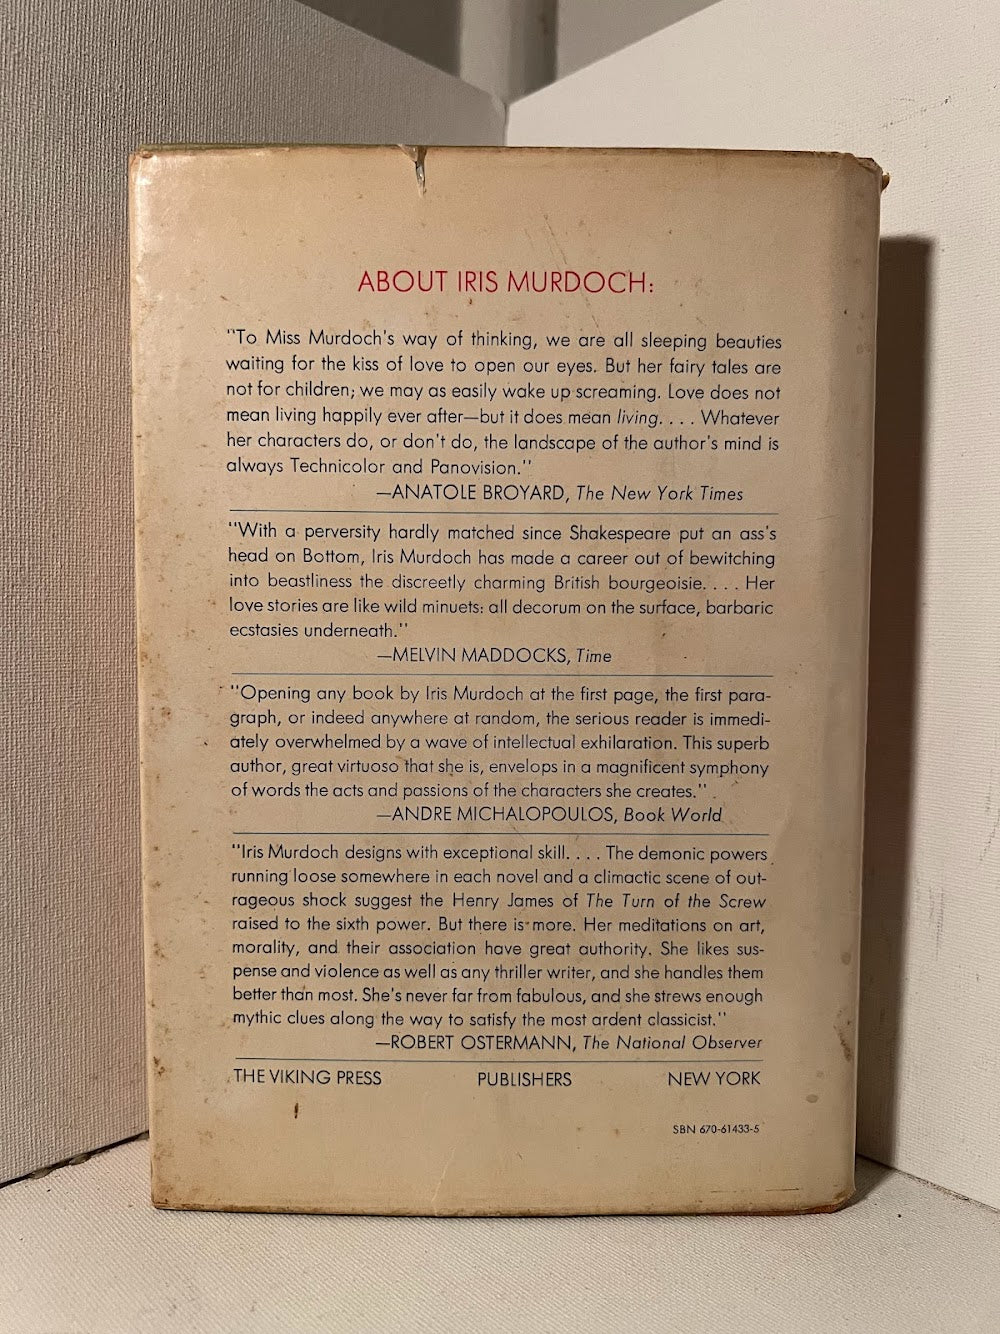 ABOUT IRIS MURDOCH:
"To Miss Murdoch's way of thinking, we are all sleeping beauties
waiting for the kiss of love to open our eyes. But her fairy tales are
not for children; we may as easily wake up screaming. Love does not
mean living happily ever after—but it does mean living. . . . Whatever
her characters do, or don't do, the landscape of the author's mind is
always Technicolor and Panovision."
—ANATOLE BROYARD, The New York Times
"With a perversity hardly matched since Shakespeare put an ass's
head on Bottom, Iris Murdoch has made a career out of bewitching
into beastliness the discreetly charming British bourgeoisie. . . . Her
love stories are like wild minuets: all decorum on the surface, barbaric
ecstasies underneath."
—MELVIN MADDOCKS, Time
"Opening any book by Iris Murdoch at the first page, the first para-
graph, or indeed anywhere at random, the serious reader is immedi-
ately overwhelmed by a wave of intellectual exhilaration. This superb
author, great virtuoso that she is, envelops in a magnificent symphony
of words the acts and passions of the characters she creates."
—ANDRE MICHALOPOULOS, Book World
"Iris Murdoch designs with exceptional skill. . . . The demonic powers
running loose somewhere in each novel and a climactic scene of out-
rageous shock suggest the Henry James of The Turn of the Screw
raised to the sixth power. But there is more. Her meditations on art,
morality, and their association have great authority. She likes sus-
pense and violence as well as any thriller writer, and she handles them
better than most. She's never far from fabulous, and she strews enough
mythic clues along the way to satisfy the most ardent classicist."
—ROBERT OSTERMANN, The National Observer
THE VIKING PRESS PUBLISHERS NEW YORK
SBN 670-61433-5